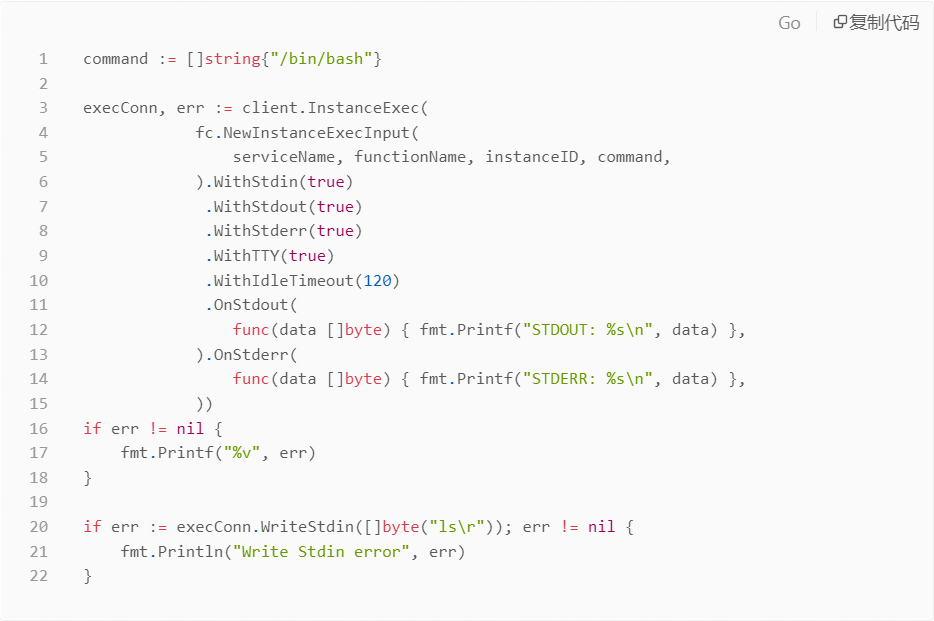 Go 复制代码
1 command := []string{"/bin/bash"}
2
3 execConn, err := client.InstanceExec(
4 fc.NewInstanceExecInput(
5 serviceName, functionName, instanceID, command,
6 ).WithStdin(true)
7 .WithStdout(true)
8 .WithStderr(true)
9 .WithTTY(true)
10 .WithIdleTimeout(120)
11 .OnStdout(
12 func(data []byte) { fmt.Printf("STDOUT: %s\n", data) },
13 ).OnStderr(
14 func(data []byte) { fmt.Printf("STDERR: %s\n", data) },
15 ))
16 if err != nil {
17 fmt.Printf("%v", err)
18 }
19
20 if err := execConn.WriteStdin([]byte("ls\r")); err != nil {
21 fmt.Println("Write Stdin error", err)
22 }